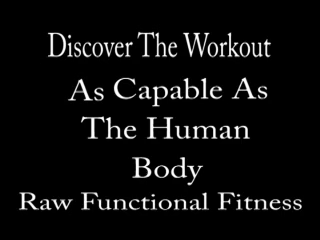 Discover The Workout
As Capable As
The Human
Body
Raw Functional Fitness